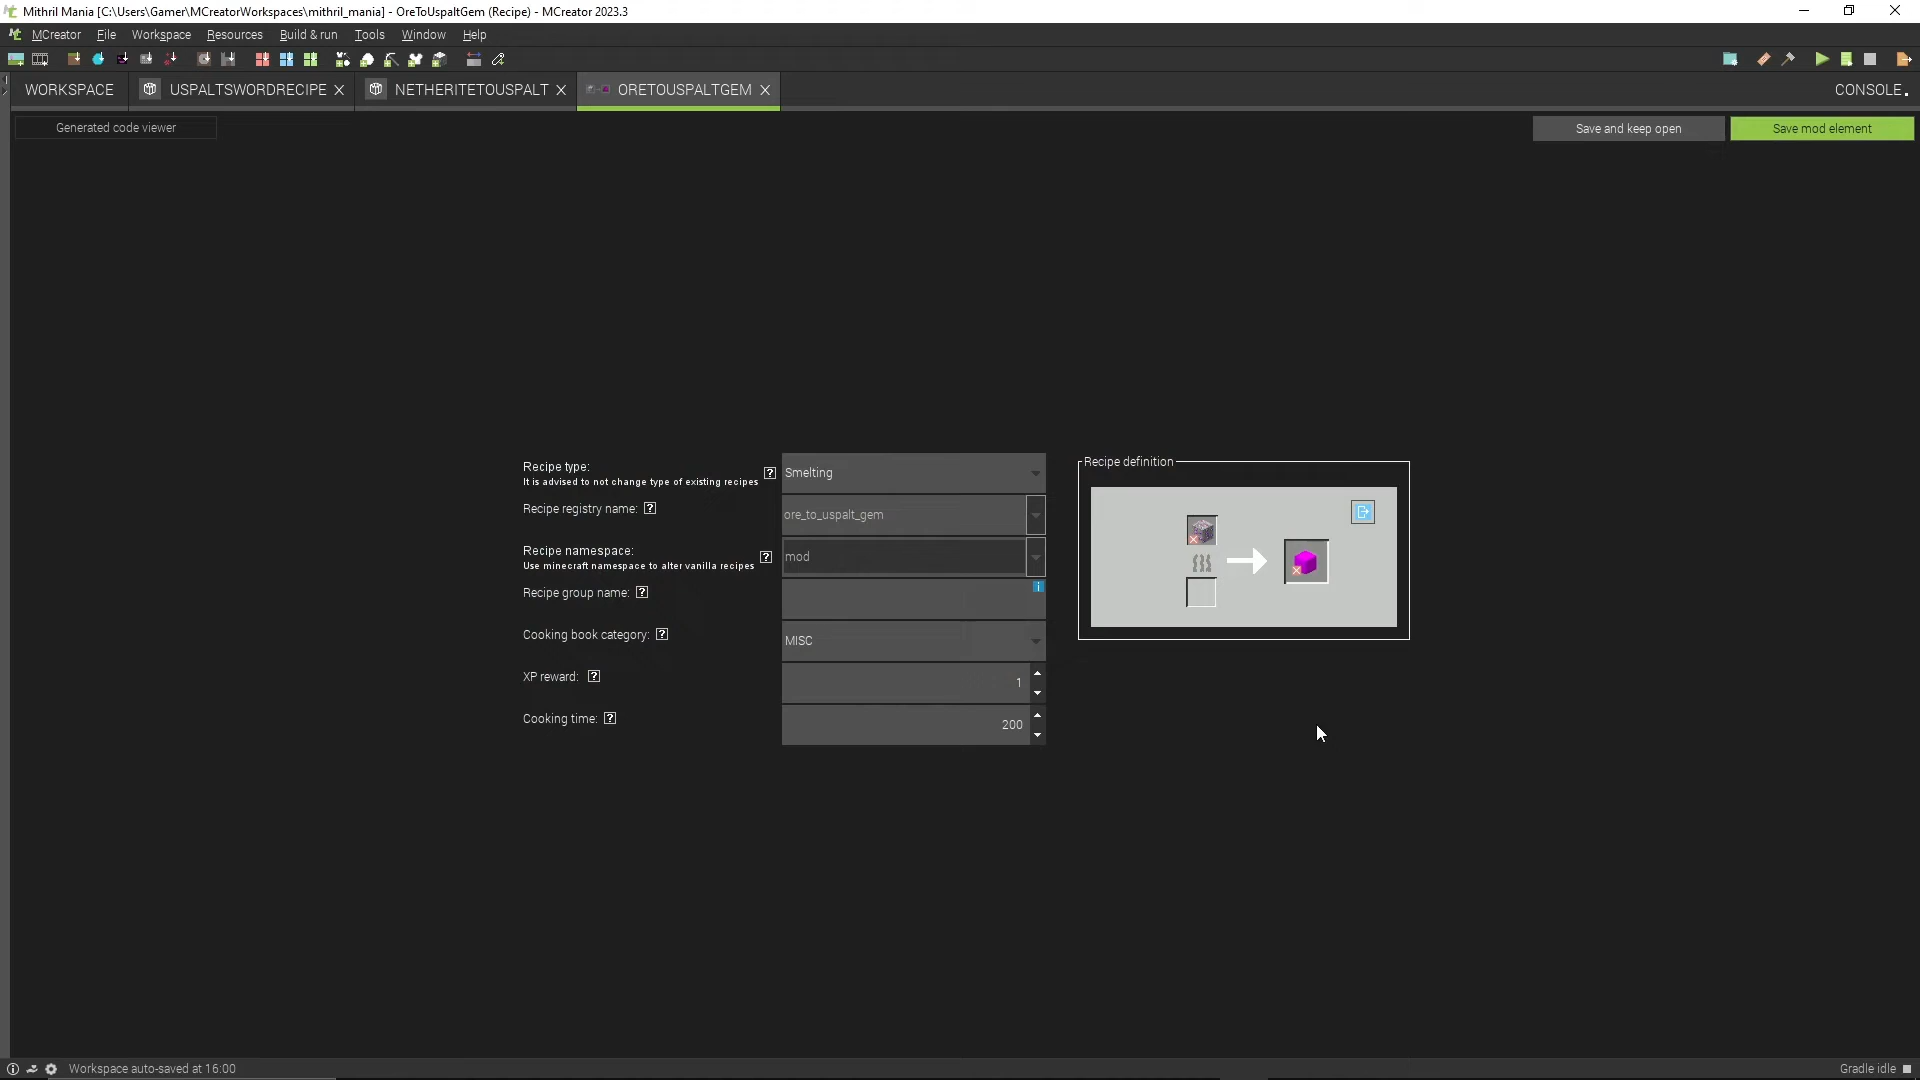 Mithril Mania [C:\Users\Gamer\MCreatorWorkspaces\mithril_mania] - OreToUspaltGem (Recipe) - MCreator 2023.3
MCreator File Workspace Resources Build & run Tools Window Help
WORKSPACE USPALTSWORDRECIPE NETHERITETOUSPALT ORETOUSPALTGEM CONSOLE
Generated code viewer Save and keep open Save mod element
Recipe type: Smelting
It is advised to not change type of existing recipes
Recipe registry name: ore_to_uspalt_gem
Recipe namespace: mod
Use minecraft namespace to alter vanilla recipes
Recipe group name:
Cooking book category: MISC
XP reward: 1
Cooking time: 200
Recipe definition
Workspace auto-saved at 16:00 Gradle idle